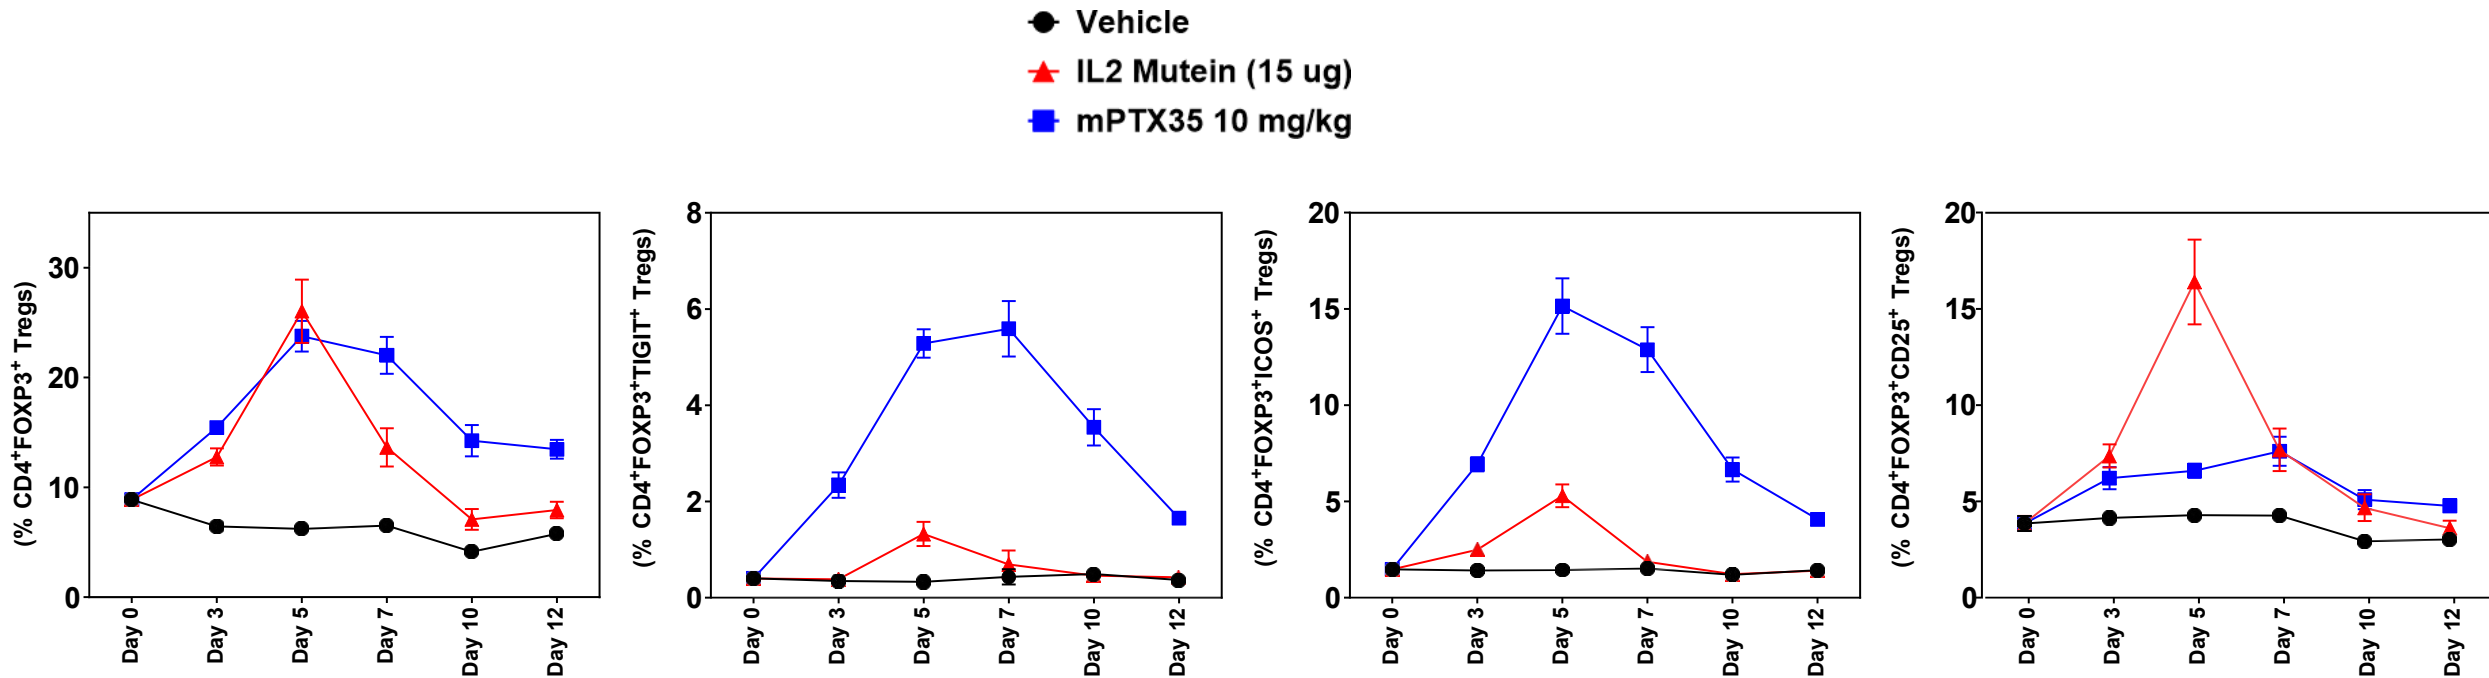 Vehicle
IL2 Mutein (15 ug)
mPTX35 10 mg/kg
(% CD4⁺FOXP3⁺ Tregs)
30
20
10
0
Day 0
Day 3
Day 5
Day 7
Day 10
Day 12
(% CD4⁺FOXP3⁺TIGIT⁺ Tregs)
8
6
4
2
0
Day 0
Day 3
Day 5
Day 7
Day 10
Day 12
(% CD4⁺FOXP3⁺ICOS⁺ Tregs)
20
15
10
5
0
Day 0
Day 3
Day 5
Day 7
Day 10
Day 12
(% CD4⁺FOXP3⁺CD25⁺ Tregs)
20
15
10
5
0
Day 0
Day 3
Day 5
Day 7
Day 10
Day 12